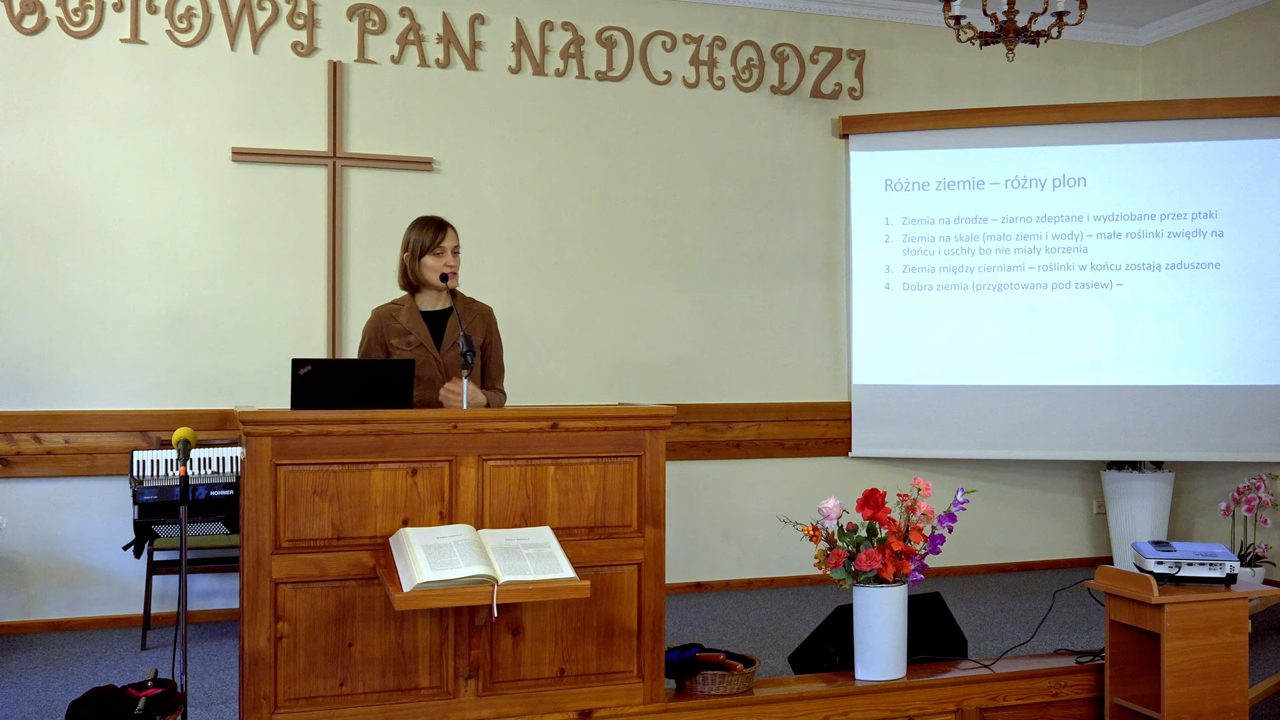 GOTOWY PAN NADCHODZI
Różne ziemie – różny plon
1. Ziemia na drodze – ziarno zdeptane i wydziobane przez ptaki
2. Ziemia na skale (mało ziemi i wody) – małe roślinki zwiędły na
słońcu i uschły bo nie miały korzenia
3. Ziemia między cierniami – roślinki w końcu zostają zaduszone
4. Dobra ziemia (przygotowana pod zasiew) –
HOHNER